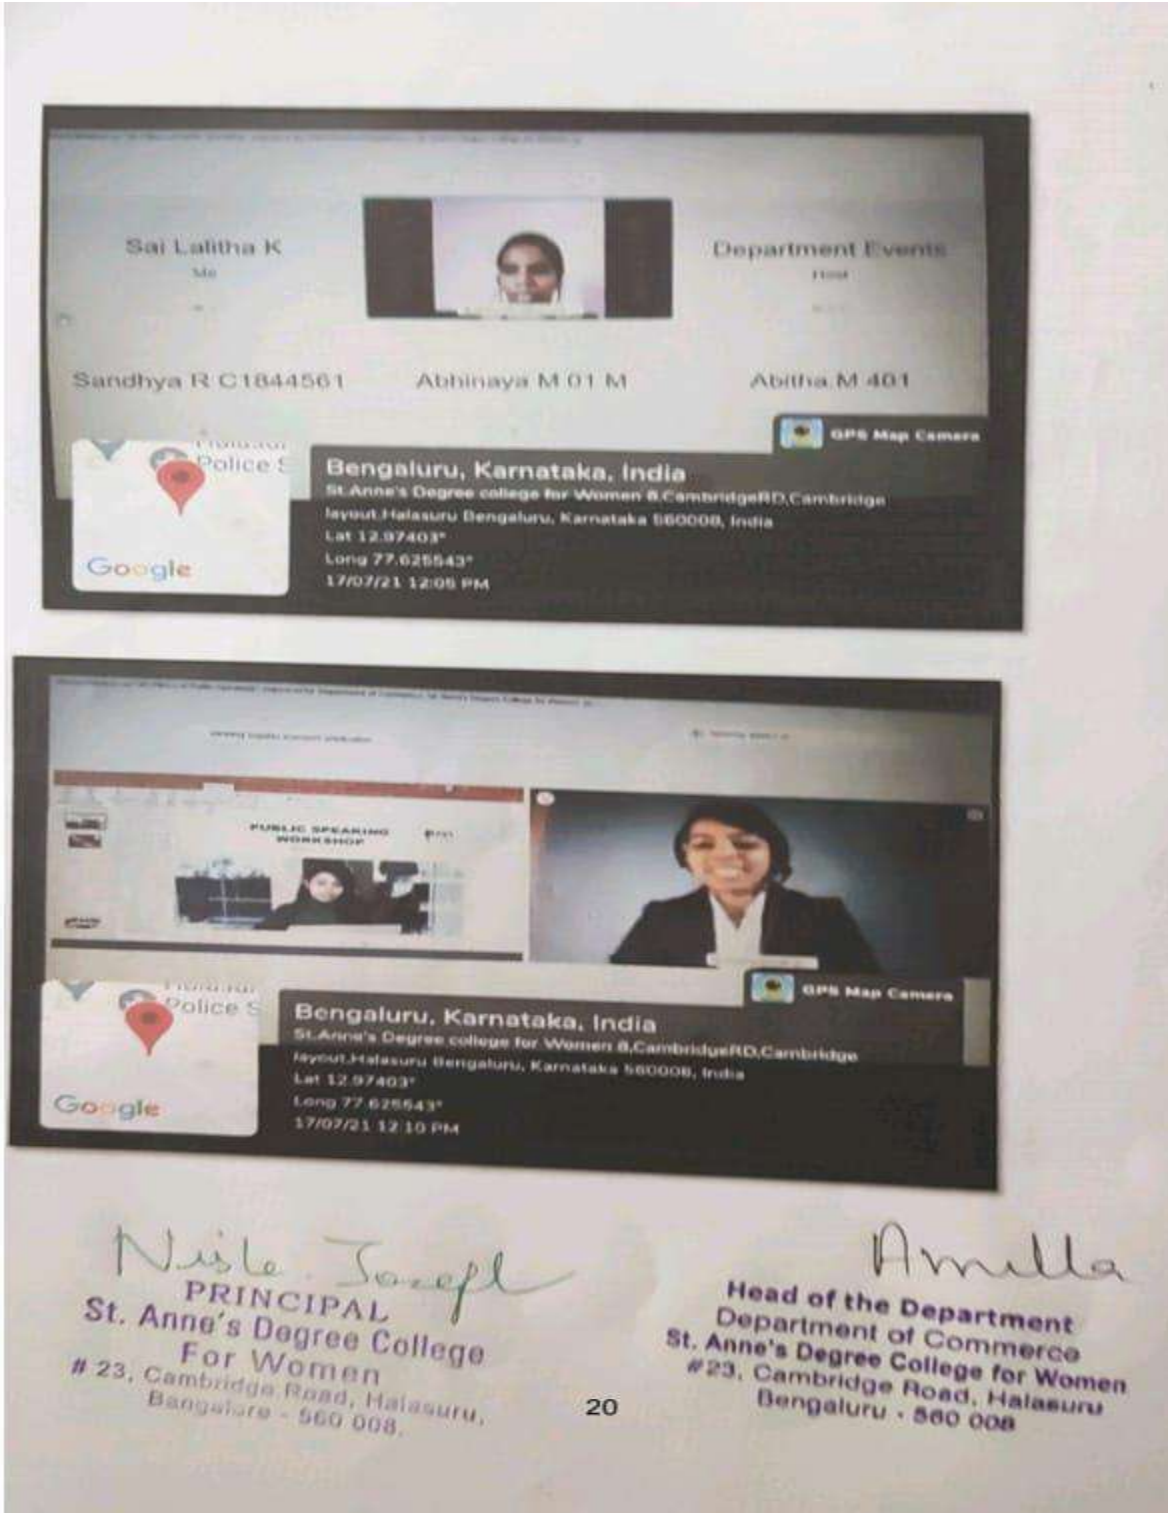 Sai Lalitha K
Me
Department Events
Host
Sandhya R C1844561
Abhinaya M 01 M
Abitha M 401
Police S
Google
GPS Map Camera
Bengaluru, Karnataka, India
St.Anne's Degree college for Women 8,CambridgeRD,Cambridge
layout,Halasuru Bengaluru, Karnataka 560008, India
Lat 12.97403°
Long 77.625543°
17/07/21 12:05 PM
PUBLIC SPEAKING
WORKSHOP
Police S
Google
GPS Map Camera
Bengaluru, Karnataka, India
St.Anne's Degree college for Women 8,CambridgeRD,Cambridge
layout,Halasuru Bengaluru, Karnataka 560008, India
Lat 12.97403°
Long 77.625543°
17/07/21 12:10 PM
PRINCIPAL
St. Anne's Degree College
For Women
# 23, Cambridge Road, Halasuru,
Bangalore - 560 008.
Head of the Department
Department of Commerce
St. Anne's Degree College for Women
#23, Cambridge Road, Halasuru
Bengaluru - 560 008
20